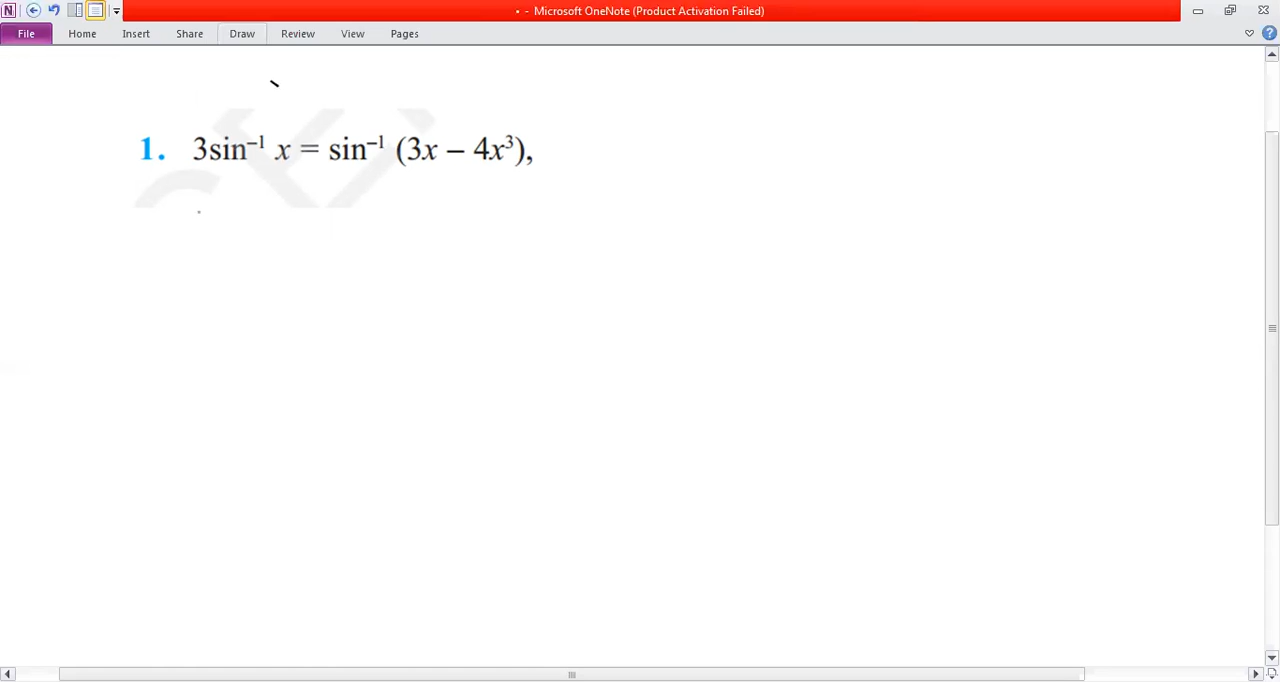 • - Microsoft OneNote (Product Activation Failed)
File Home Insert Share Draw Review View Pages
1. 3sin⁻¹ x = sin⁻¹ (3x – 4x³),